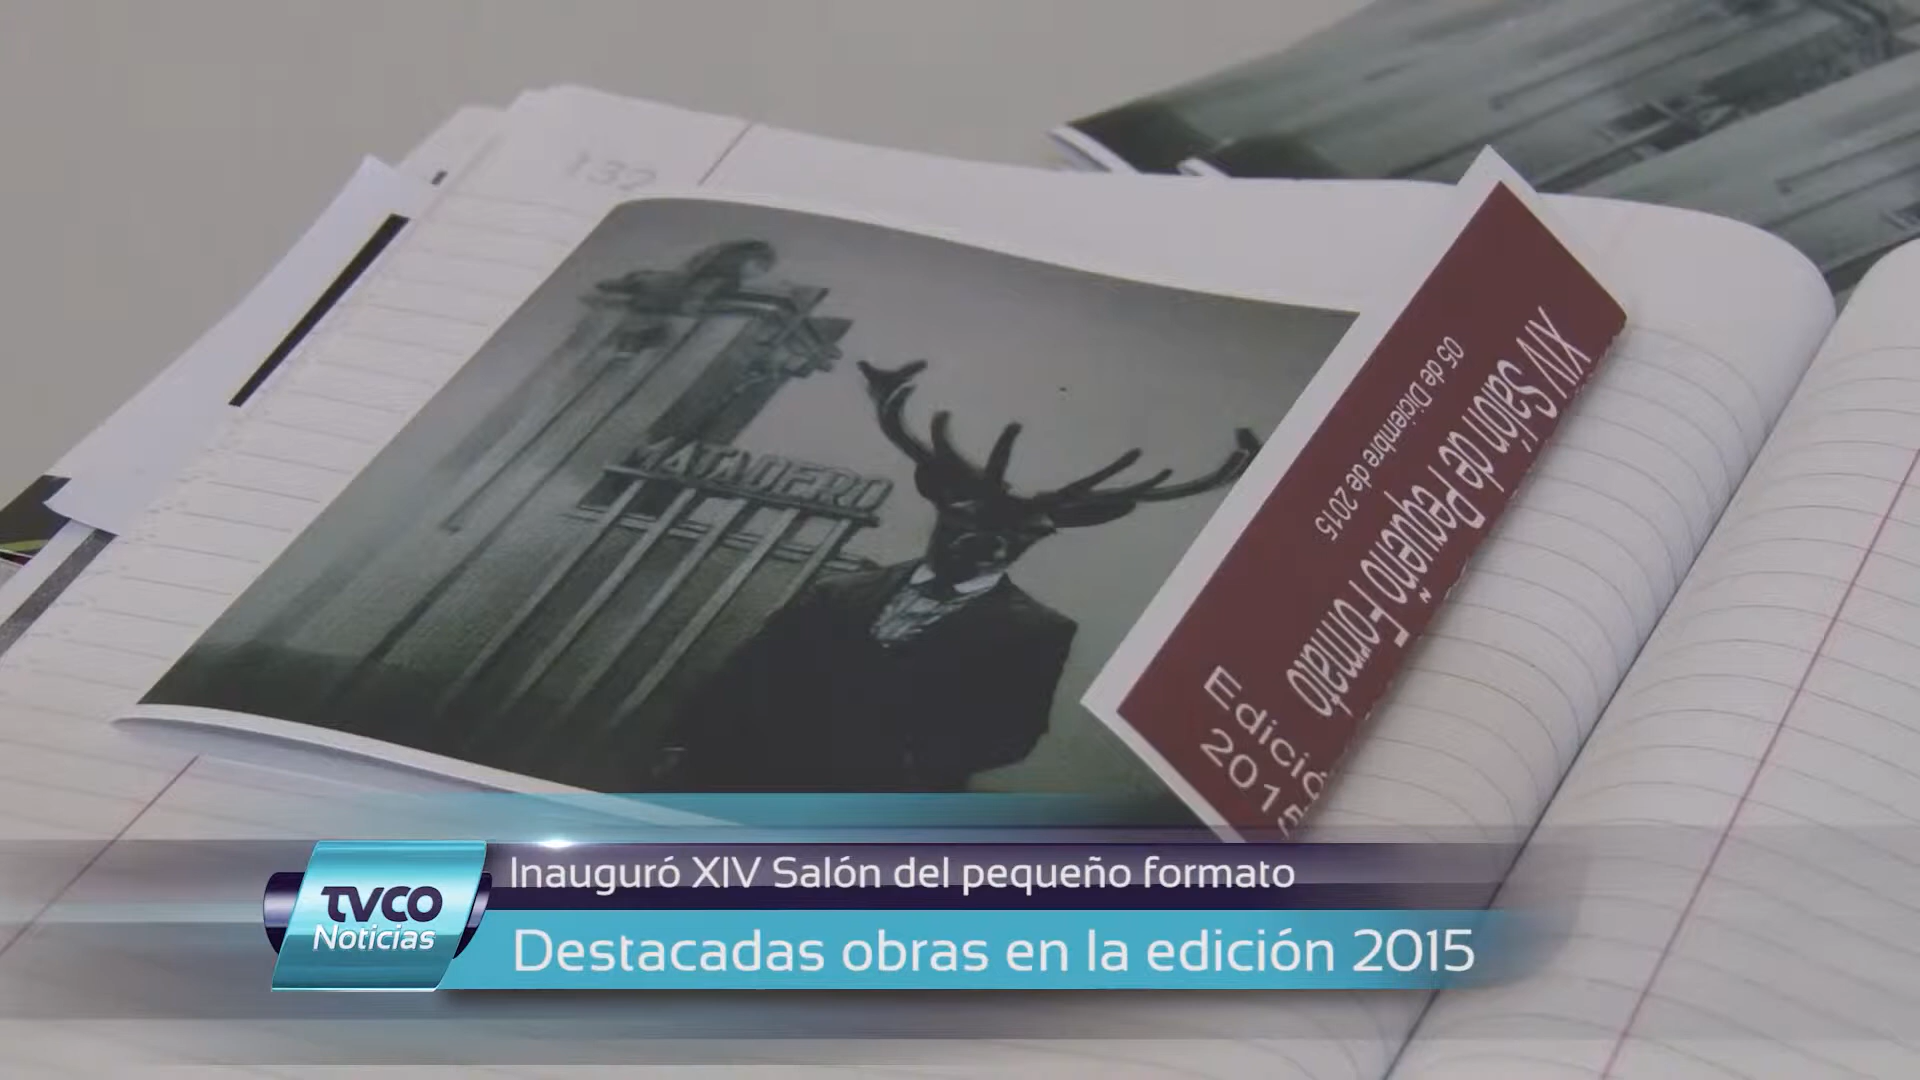 132
MATADERO
XIV Salón de Pequeño Formato
05 de Diciembre de 2015
Edició
2015
TVCO
Noticias
Inauguró XIV Salón del pequeño formato
Destacadas obras en la edición 2015